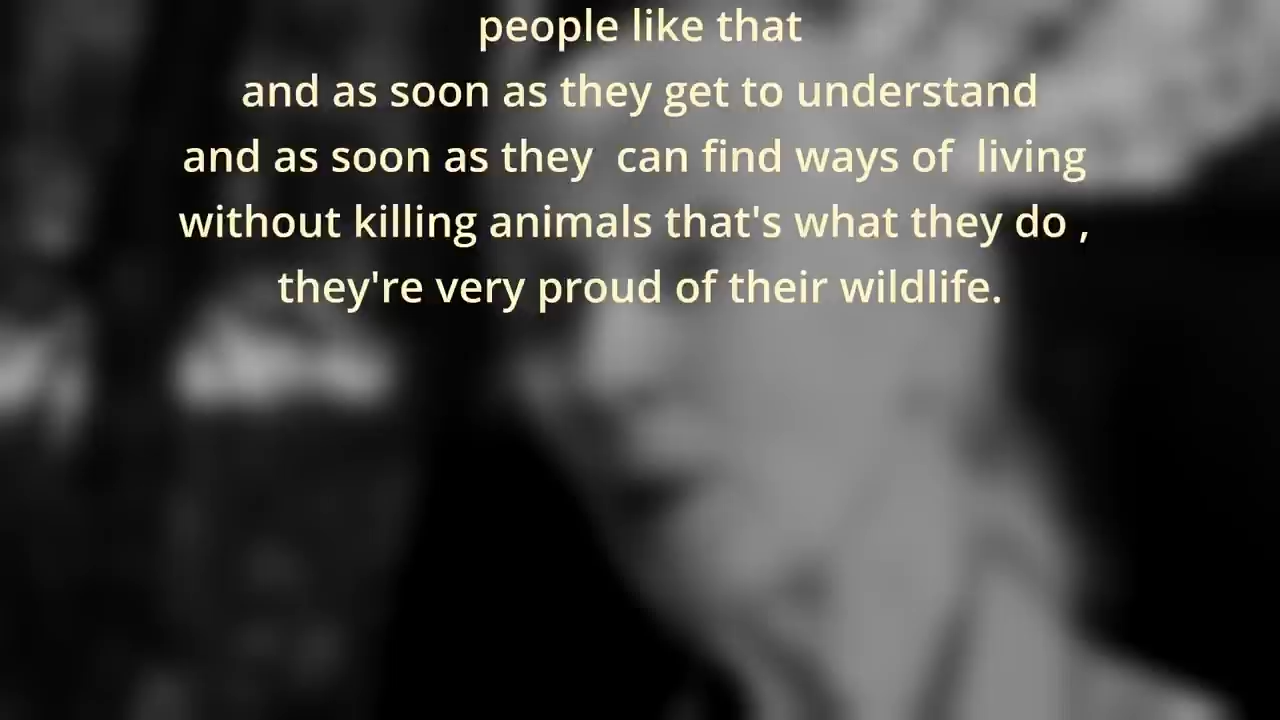 people like that
and as soon as they get to understand
and as soon as they  can find ways of  living
without killing animals that's what they do ,
they're very proud of their wildlife.